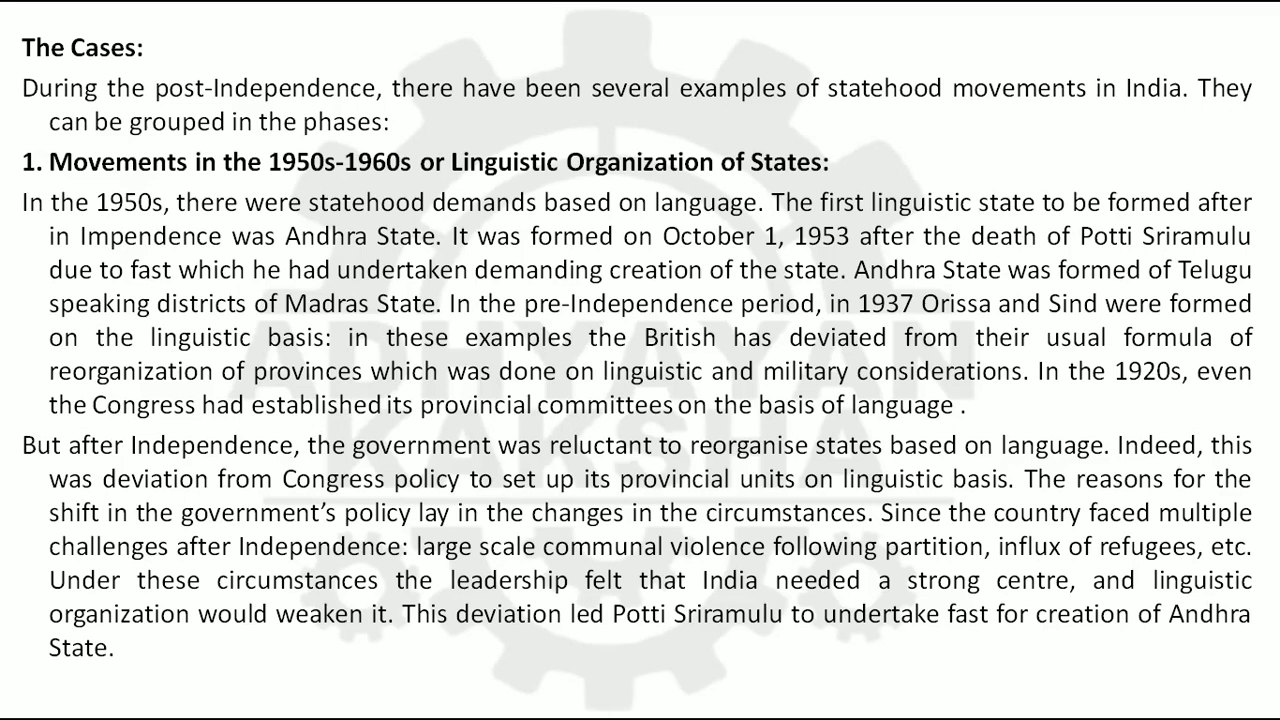 The Cases:
During the post-Independence, there have been several examples of statehood movements in India. They
can be grouped in the phases:
1. Movements in the 1950s-1960s or Linguistic Organization of States:
In the 1950s, there were statehood demands based on language. The first linguistic state to be formed after
in Impendence was Andhra State. It was formed on October 1, 1953 after the death of Potti Sriramulu
due to fast which he had undertaken demanding creation of the state. Andhra State was formed of Telugu
speaking districts of Madras State. In the pre-Independence period, in 1937 Orissa and Sind were formed
on the linguistic basis: in these examples the British has deviated from their usual formula of
reorganization of provinces which was done on linguistic and military considerations. In the 1920s, even
the Congress had established its provincial committees on the basis of language .
But after Independence, the government was reluctant to reorganise states based on language. Indeed, this
was deviation from Congress policy to set up its provincial units on linguistic basis. The reasons for the
shift in the government’s policy lay in the changes in the circumstances. Since the country faced multiple
challenges after Independence: large scale communal violence following partition, influx of refugees, etc.
Under these circumstances the leadership felt that India needed a strong centre, and linguistic
organization would weaken it. This deviation led Potti Sriramulu to undertake fast for creation of Andhra
State.
ADHYAYAN
KAKSHA